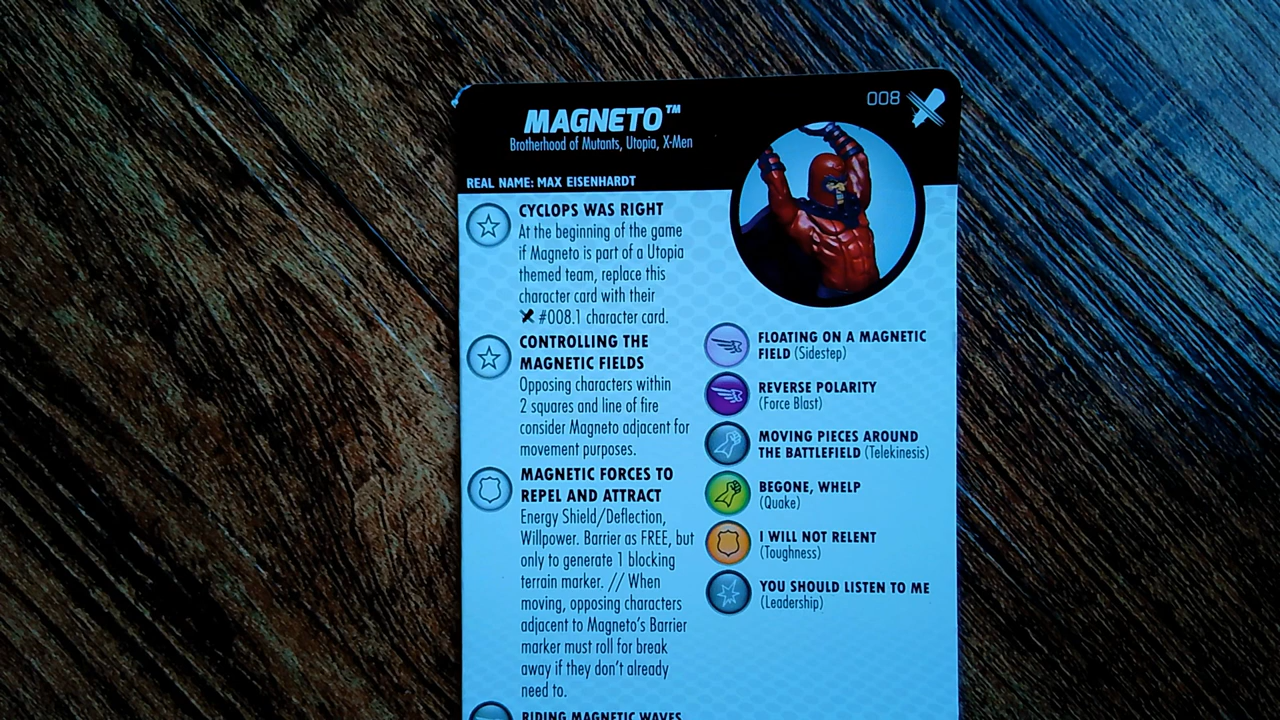 008
MAGNETO™
Brotherhood of Mutants, Utopia, X-Men
REAL NAME: MAX EISENHARDT
CYCLOPS WAS RIGHT
At the beginning of the game
if Magneto is part of a Utopia
themed team, replace this
character card with their
#008.1 character card.
CONTROLLING THE
MAGNETIC FIELDS
Opposing characters within
2 squares and line of fire
consider Magneto adjacent for
movement purposes.
MAGNETIC FORCES TO
REPEL AND ATTRACT
Energy Shield/Deflection,
Willpower. Barrier as FREE, but
only to generate 1 blocking
terrain marker. // When
moving, opposing characters
adjacent to Magneto's Barrier
marker must roll for break
away if they don't already
need to.
RIDING MAGNETIC WAVES
FLOATING ON A MAGNETIC
FIELD (Sidestep)
REVERSE POLARITY
(Force Blast)
MOVING PIECES AROUND
THE BATTLEFIELD (Telekinesis)
BEGONE, WHELP
(Quake)
I WILL NOT RELENT
(Toughness)
YOU SHOULD LISTEN TO ME
(Leadership)